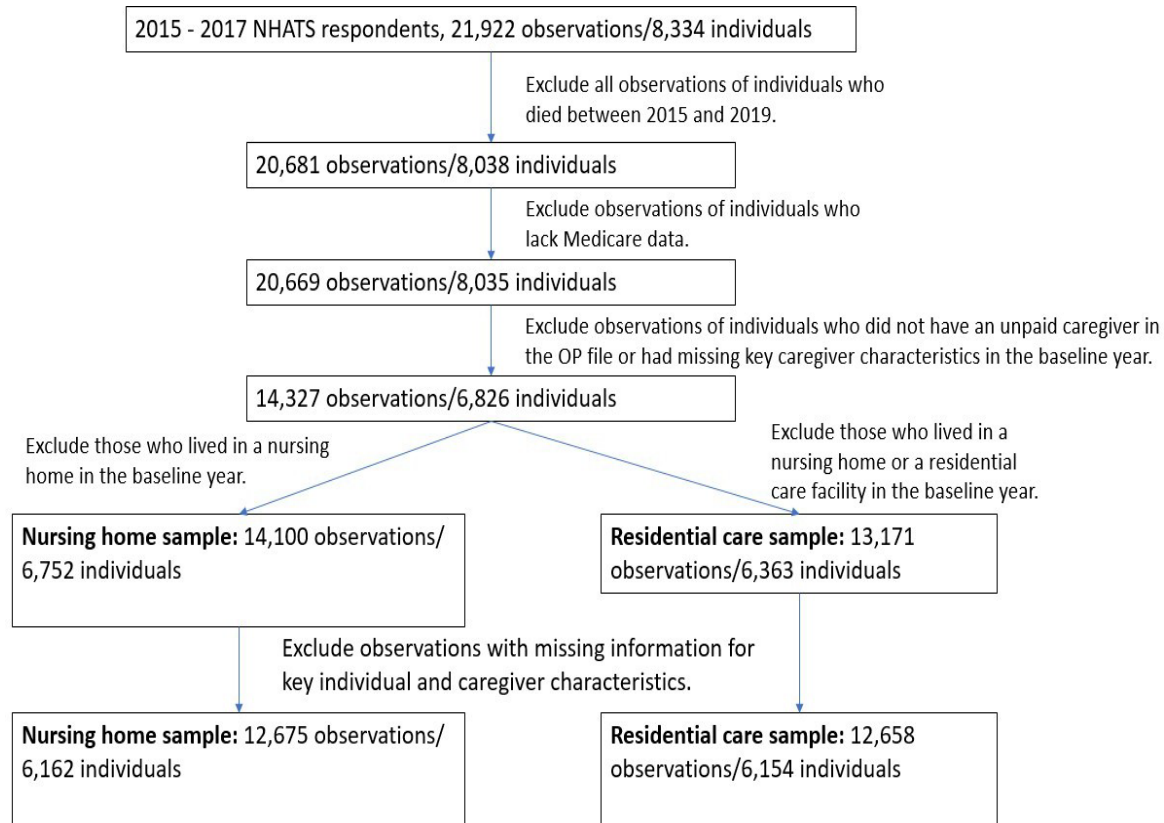 2015 - 2017 NHATS respondents, 21,922 observations/8,334 individuals
Exclude all observations of individuals who
died between 2015 and 2019.
20,681 observations/8,038 individuals
Exclude observations of individuals who
lack Medicare data.
20,669 observations/8,035 individuals
Exclude observations of individuals who did not have an unpaid caregiver in
the OP file or had missing key caregiver characteristics in the baseline year.
14,327 observations/6,826 individuals
Exclude those who lived in a nursing
home in the baseline year.
Exclude those who lived in a
nursing home or a residential
care facility in the baseline year.
Nursing home sample: 14,100 observations/
6,752 individuals
Residential care sample: 13,171
observations/6,363 individuals
Exclude observations with missing information for
key individual and caregiver characteristics.
Nursing home sample: 12,675 observations/
6,162 individuals
Residential care sample: 12,658
observations/6,154 individuals